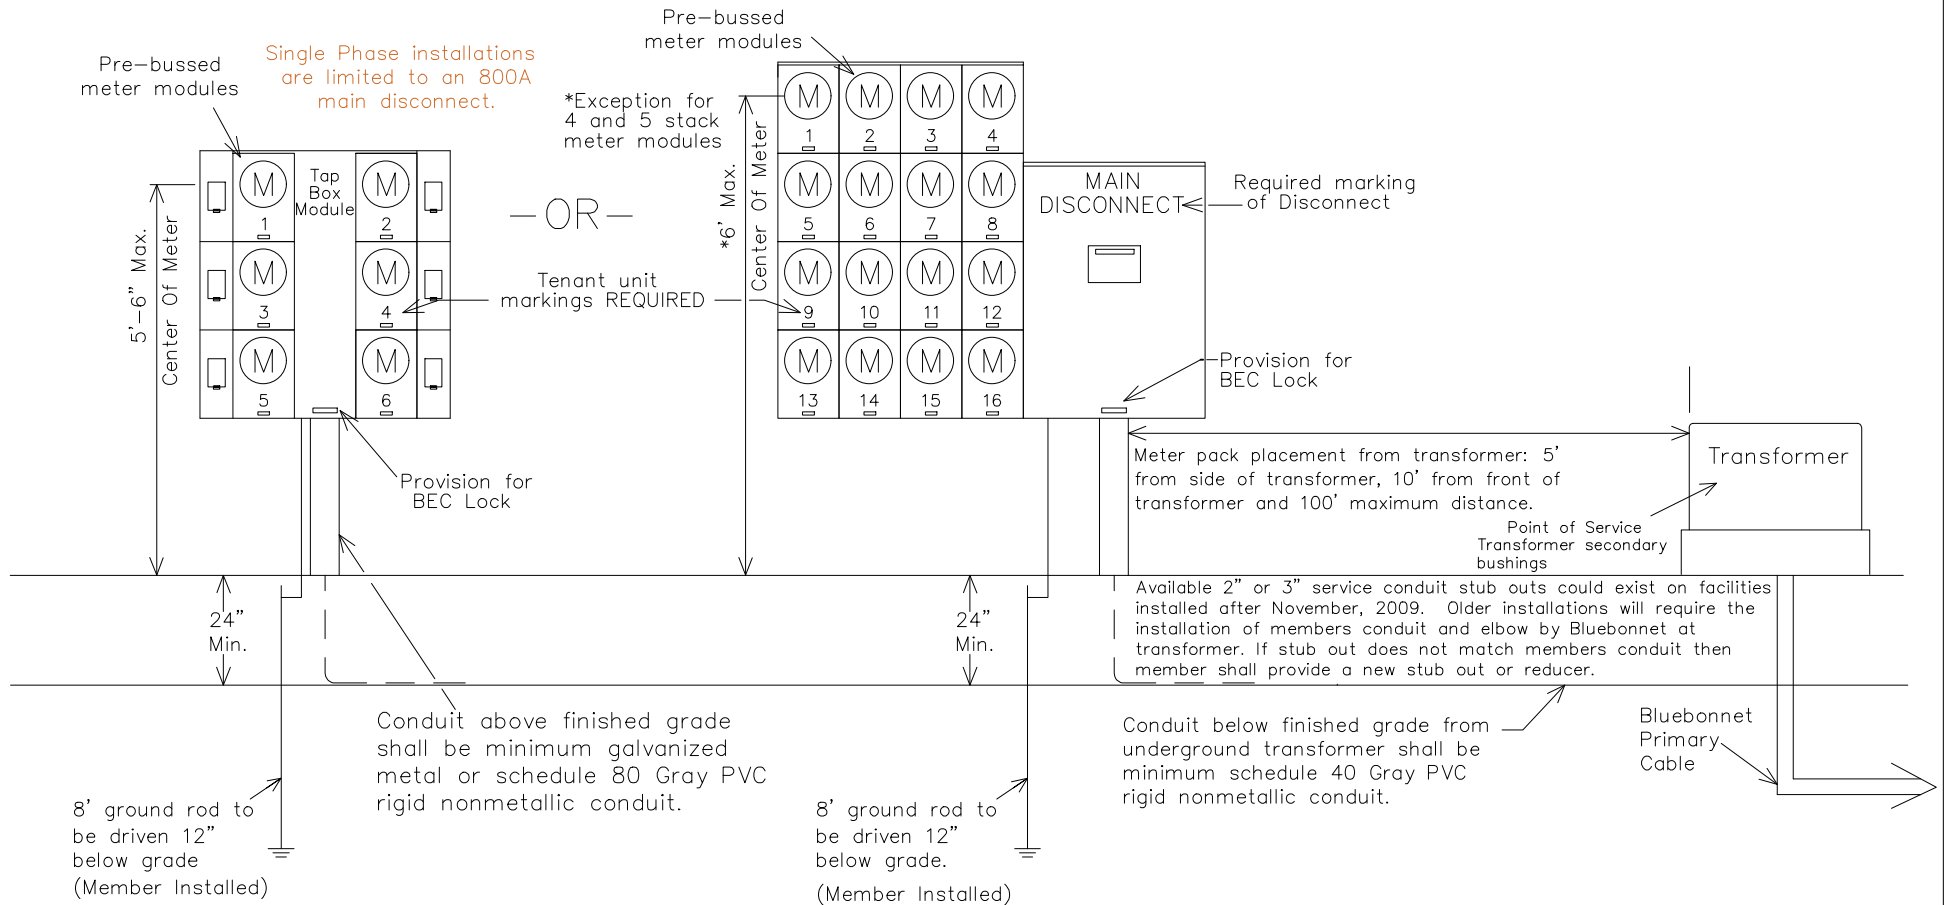 Pre-bussed
meter modules
Single Phase installations
are limited to an 800A
main disconnect.
Pre-bussed
meter modules
*Exception for
4 and 5 stack
meter modules
5'-6" Max.
Center Of Meter
M
1
Tap
Box
Module
M
2
M
3
M
4
M
5
M
6
-OR-
Tenant unit
markings REQUIRED
*6' Max.
Center Of Meter
M
1
M
2
M
3
M
4
M
5
M
6
M
7
M
8
M
9
M
10
M
11
M
12
M
13
M
14
M
15
M
16
MAIN
DISCONNECT
Required marking
of Disconnect
Provision for
BEC Lock
Provision for
BEC Lock
Meter pack placement from transformer: 5'
from side of transformer, 10' from front of
transformer and 100' maximum distance.
Transformer
Point of Service
Transformer secondary
bushings
24"
Min.
24"
Min.
Available 2" or 3" service conduit stub outs could exist on facilities
installed after November, 2009. Older installations will require the
installation of members conduit and elbow by Bluebonnet at
transformer. If stub out does not match members conduit then
member shall provide a new stub out or reducer.
Conduit above finished grade
shall be minimum galvanized
metal or schedule 80 Gray PVC
rigid nonmetallic conduit.
Conduit below finished grade from
underground transformer shall be
minimum schedule 40 Gray PVC
rigid nonmetallic conduit.
Bluebonnet
Primary
Cable
8' ground rod to
be driven 12"
below grade
(Member Installed)
8' ground rod to
be driven 12"
below grade.
(Member Installed)